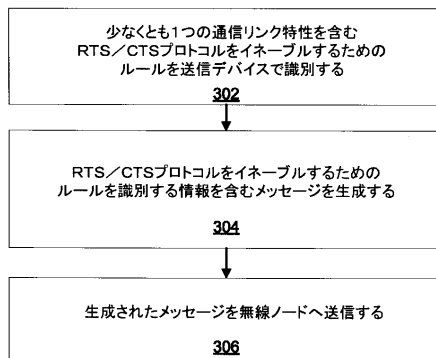 少なくとも1つの通信リンク特性を含む
RTS／CTSプロトコルをイネーブルするための
ルールを送信デバイスで識別する
302
RTS／CTSプロトコルをイネーブルするための
ルールを識別する情報を含むメッセージを生成する
304
生成されたメッセージを無線ノードへ送信する
306